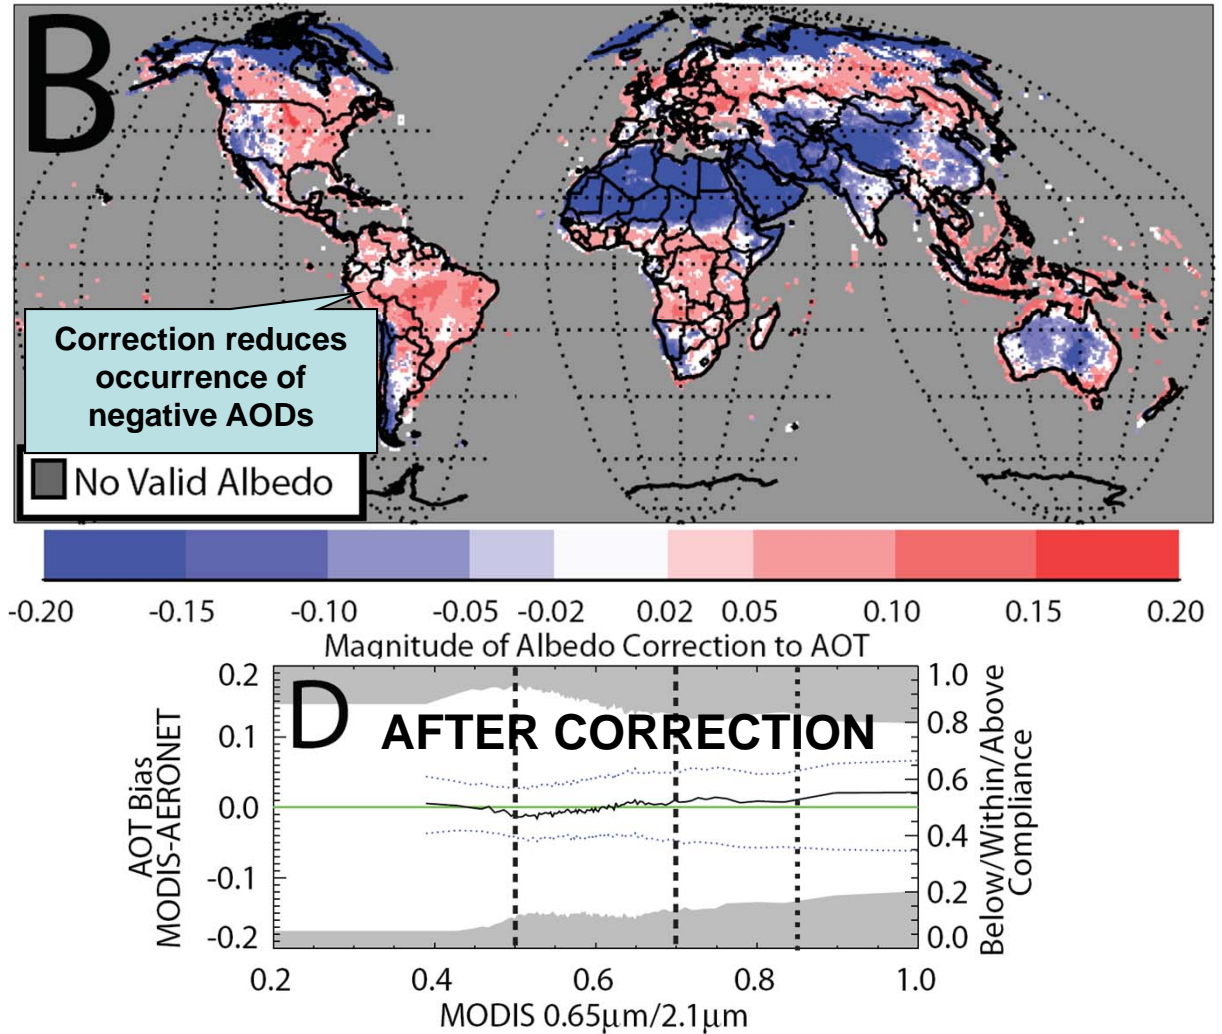 B
Correction reduces
occurrence of
negative AODs
No Valid Albedo
-0.20 -0.15 -0.10 -0.05 -0.02 0.02 0.05 0.10 0.15 0.20
Magnitude of Albedo Correction to AOT
D AFTER CORRECTION
AOT Bias
MODIS-AERONET
0.2
0.1
0.0
-0.1
-0.2
1.0
0.8
0.6
0.4
0.2
0.0
Below/Within/Above
Compliance
0.2 0.4 0.6 0.8 1.0
MODIS 0.65µm/2.1µm